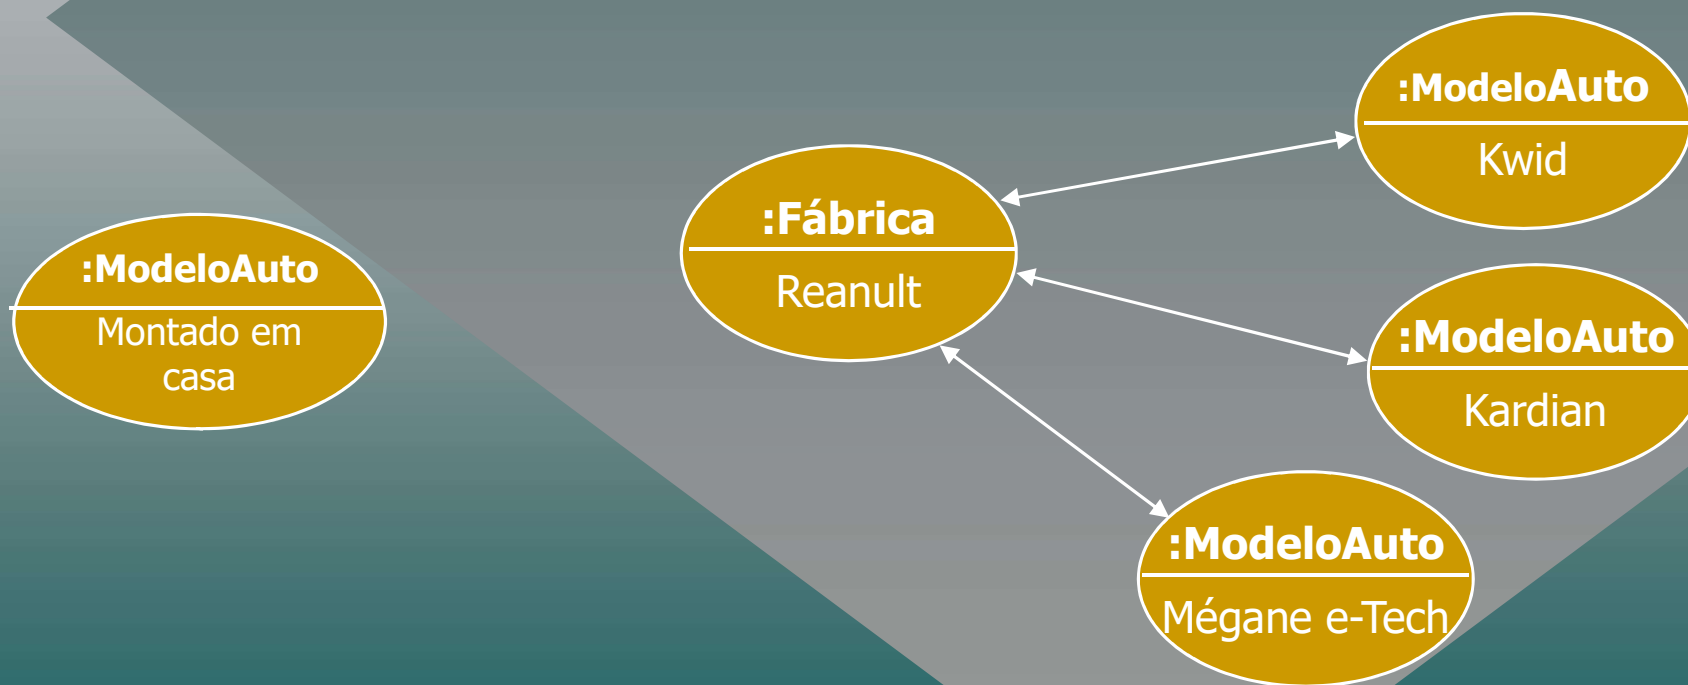 :ModeloAuto
Montado em
casa
:Fábrica
Reanult
:ModeloAuto
Kwid
:ModeloAuto
Kardian
:ModeloAuto
Mégane e-Tech